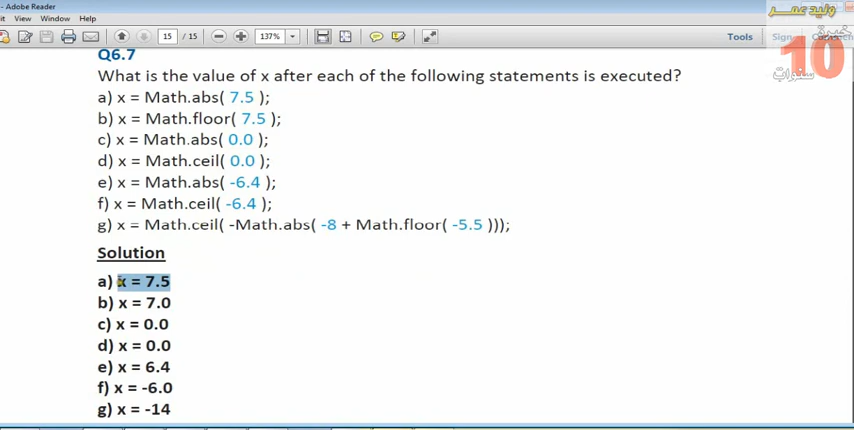 - Adobe Reader
it View Window Help
15 / 15 137% Tools Sign Comment
وليد عمر
خبرة
10
سنوات
Q6.7
What is the value of x after each of the following statements is executed?
a) x = Math.abs( 7.5 );
b) x = Math.floor( 7.5 );
c) x = Math.abs( 0.0 );
d) x = Math.ceil( 0.0 );
e) x = Math.abs( -6.4 );
f) x = Math.ceil( -6.4 );
g) x = Math.ceil( -Math.abs( -8 + Math.floor( -5.5 )));
Solution
a) x = 7.5
b) x = 7.0
c) x = 0.0
d) x = 0.0
e) x = 6.4
f) x = -6.0
g) x = -14